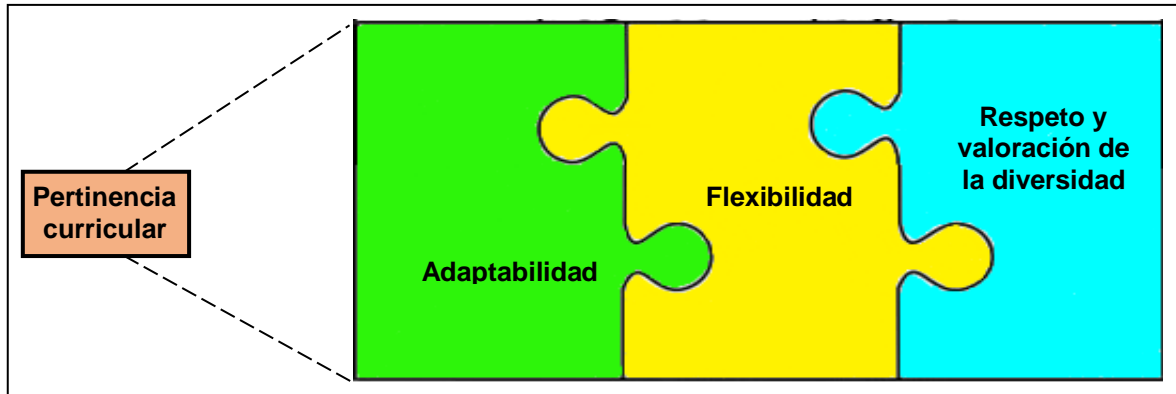 Pertinencia
curricular
Adaptabilidad
Flexibilidad
Respeto y
valoración de
la diversidad